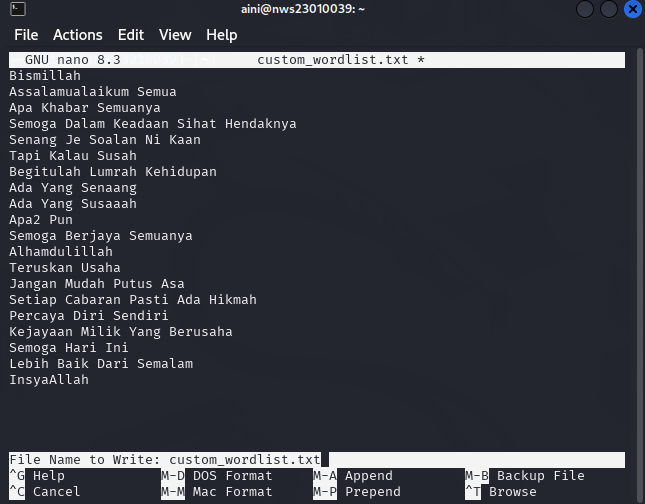 aini@nws23010039: ~
File Actions Edit View Help
GNU nano 8.3 custom_wordlist.txt *
Bismillah
Assalamualaikum Semua
Apa Khabar Semuanya
Semoga Dalam Keadaan Sihat Hendaknya
Senang Je Soalan Ni Kaan
Tapi Kalau Susah
Begitulah Lumrah Kehidupan
Ada Yang Senaang
Ada Yang Susaaah
Apa2 Pun
Semoga Berjaya Semuanya
Alhamdulillah
Teruskan Usaha
Jangan Mudah Putus Asa
Setiap Cabaran Pasti Ada Hikmah
Percaya Diri Sendiri
Kejayaan Milik Yang Berusaha
Semoga Hari Ini
Lebih Baik Dari Semalam
InsyaAllah
File Name to Write: custom_wordlist.txt
^G Help M-D DOS Format M-A Append M-B Backup File
^C Cancel M-M Mac Format M-P Prepend ^T Browse